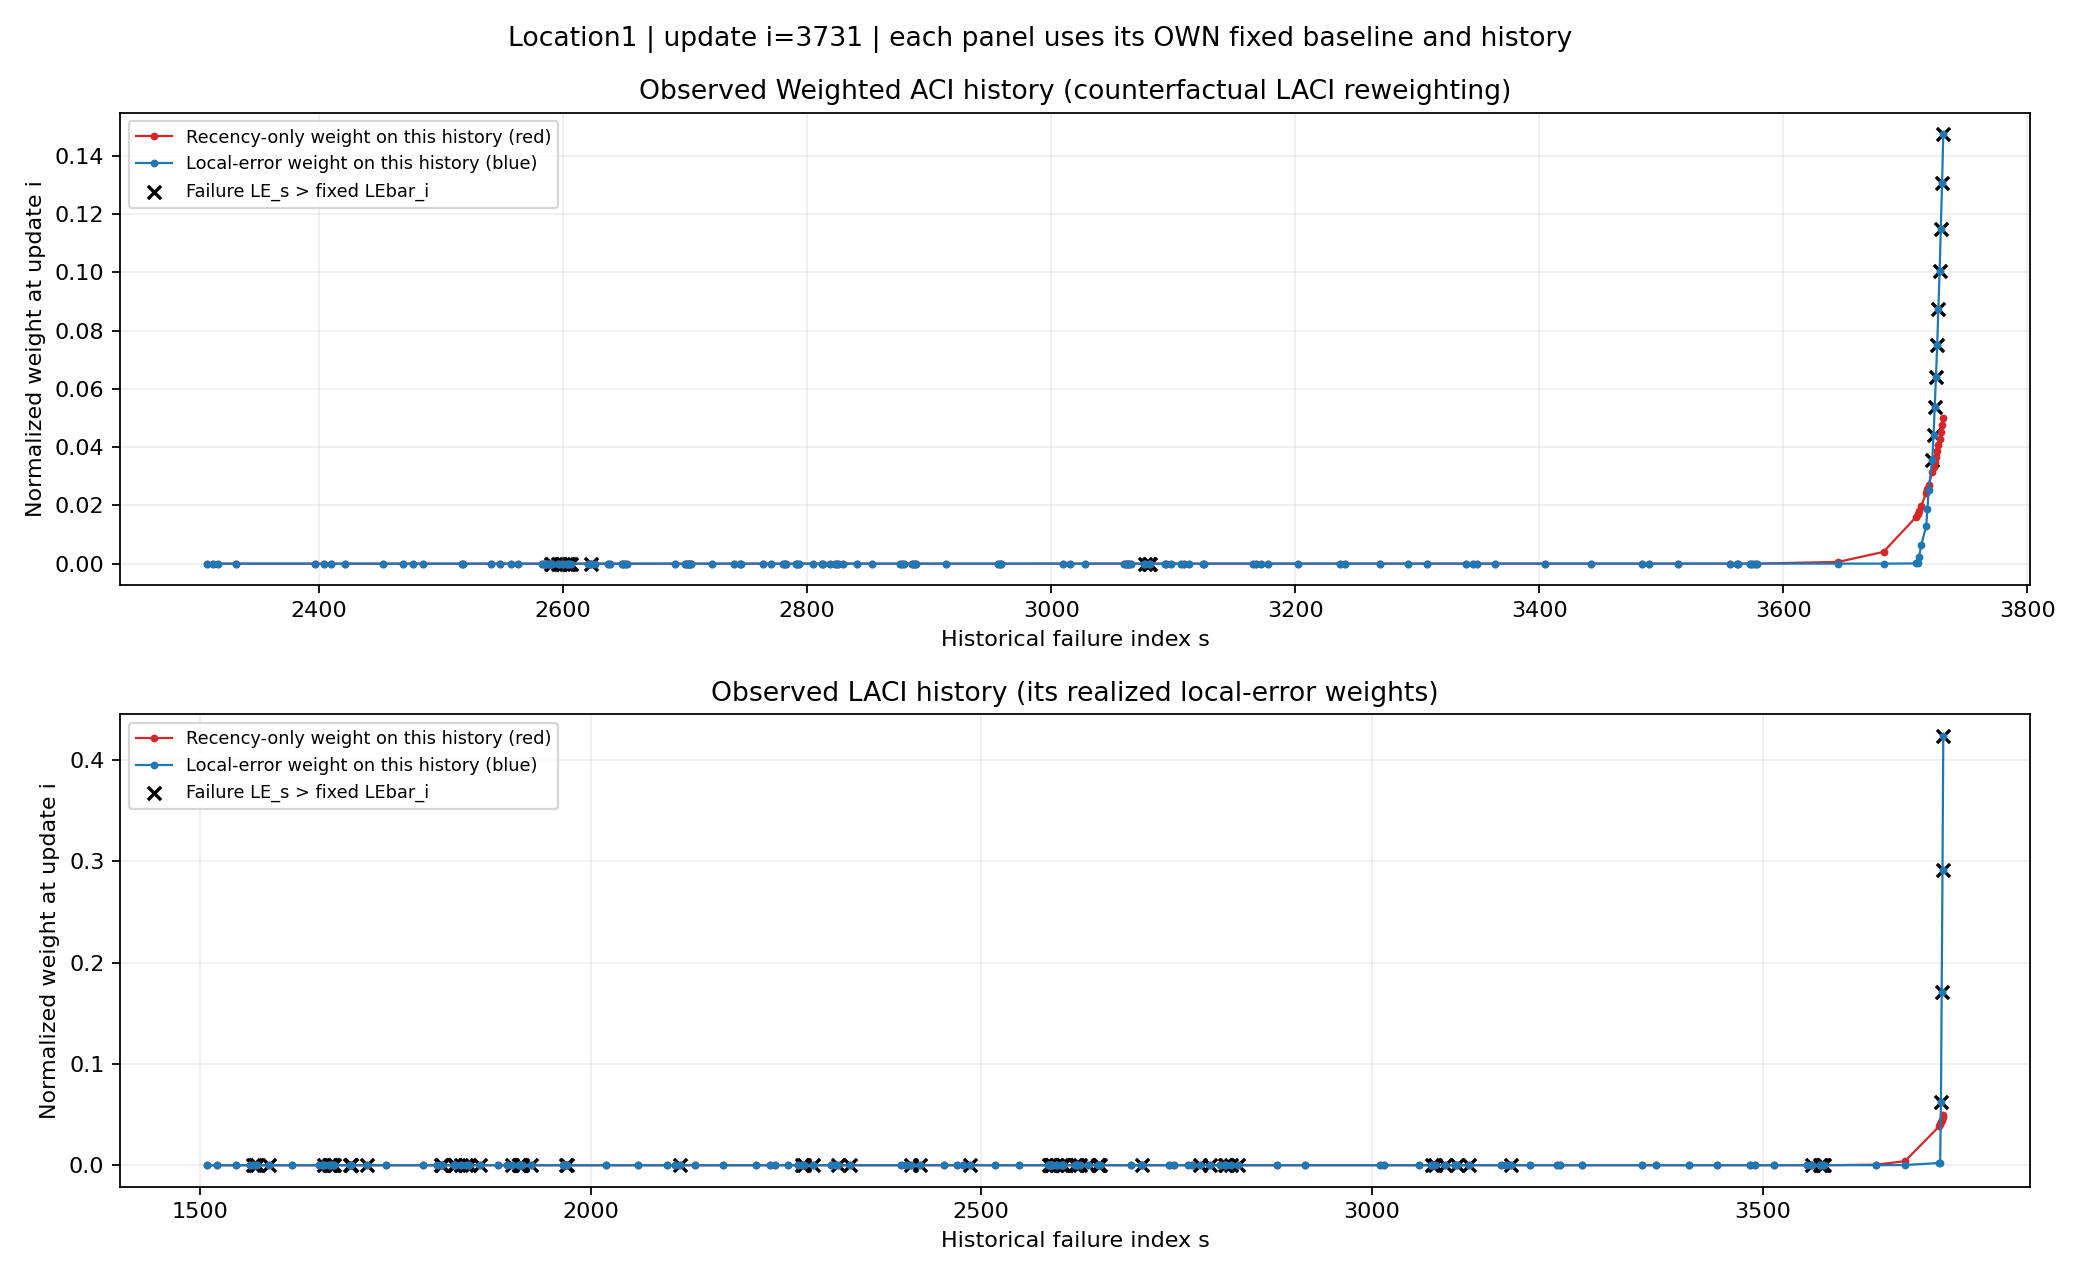 Location1 | update i=3731 | each panel uses its OWN fixed baseline and history
Observed Weighted ACI history (counterfactual LACI reweighting)
Recency-only weight on this history (red)
Local-error weight on this history (blue)
Failure LE_s > fixed LEbar_i
Normalized weight at update i
0.14
0.12
0.10
0.08
0.06
0.04
0.02
0.00
2400 2600 2800 3000 3200 3400 3600 3800
Historical failure index s
Observed LACI history (its realized local-error weights)
Recency-only weight on this history (red)
Local-error weight on this history (blue)
Failure LE_s > fixed LEbar_i
Normalized weight at update i
0.4
0.3
0.2
0.1
0.0
1500 2000 2500 3000 3500
Historical failure index s